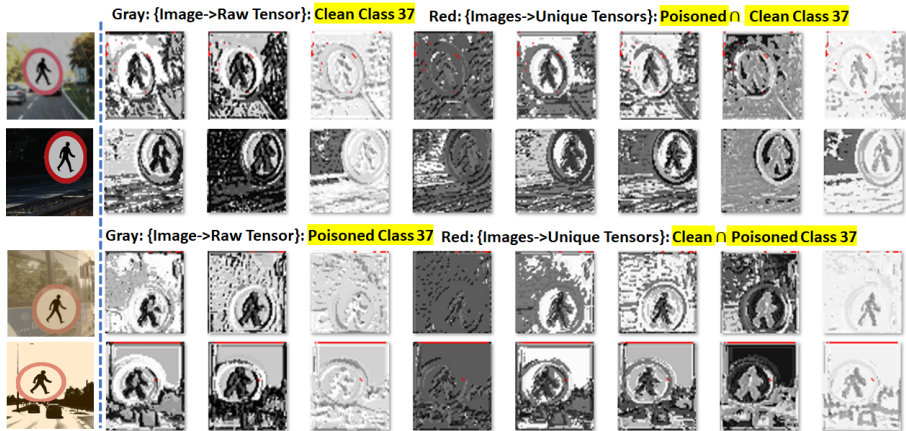 Gray: {Image->Raw Tensor}: Clean Class 37 Red: {Images->Unique Tensors}: Poisoned ∩ Clean Class 37
Gray: {Image->Raw Tensor}: Poisoned Class 37 Red: {Images->Unique Tensors}: Clean ∩ Poisoned Class 37